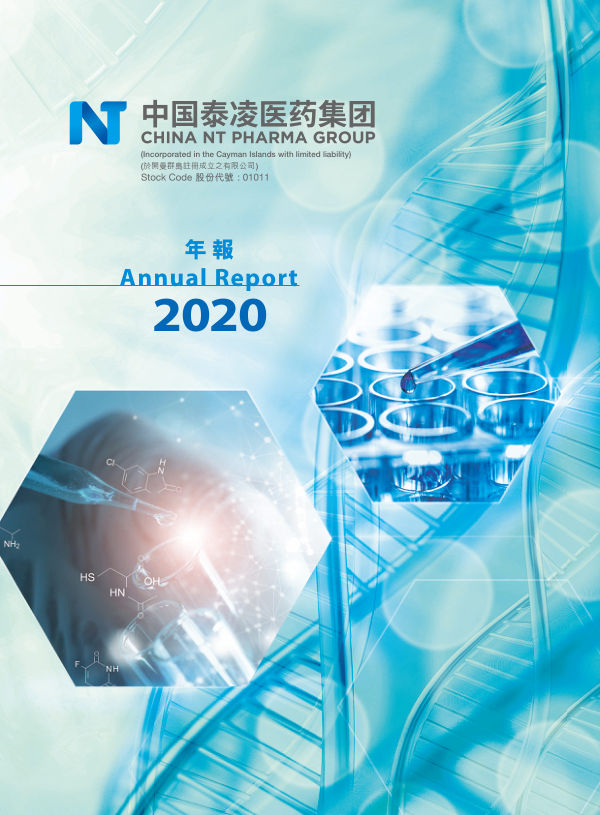 NT
中国泰凌医药集团
CHINA NT PHARMA GROUP
(Incorporated in the Cayman Islands with limited liability)
(於開曼群島註冊成立之有限公司)
Stock Code 股份代號 : 01011
年報
Annual Report
2020
Cl
H
N
O
NH2
HS
OH
HN
O
O
F
O
NH